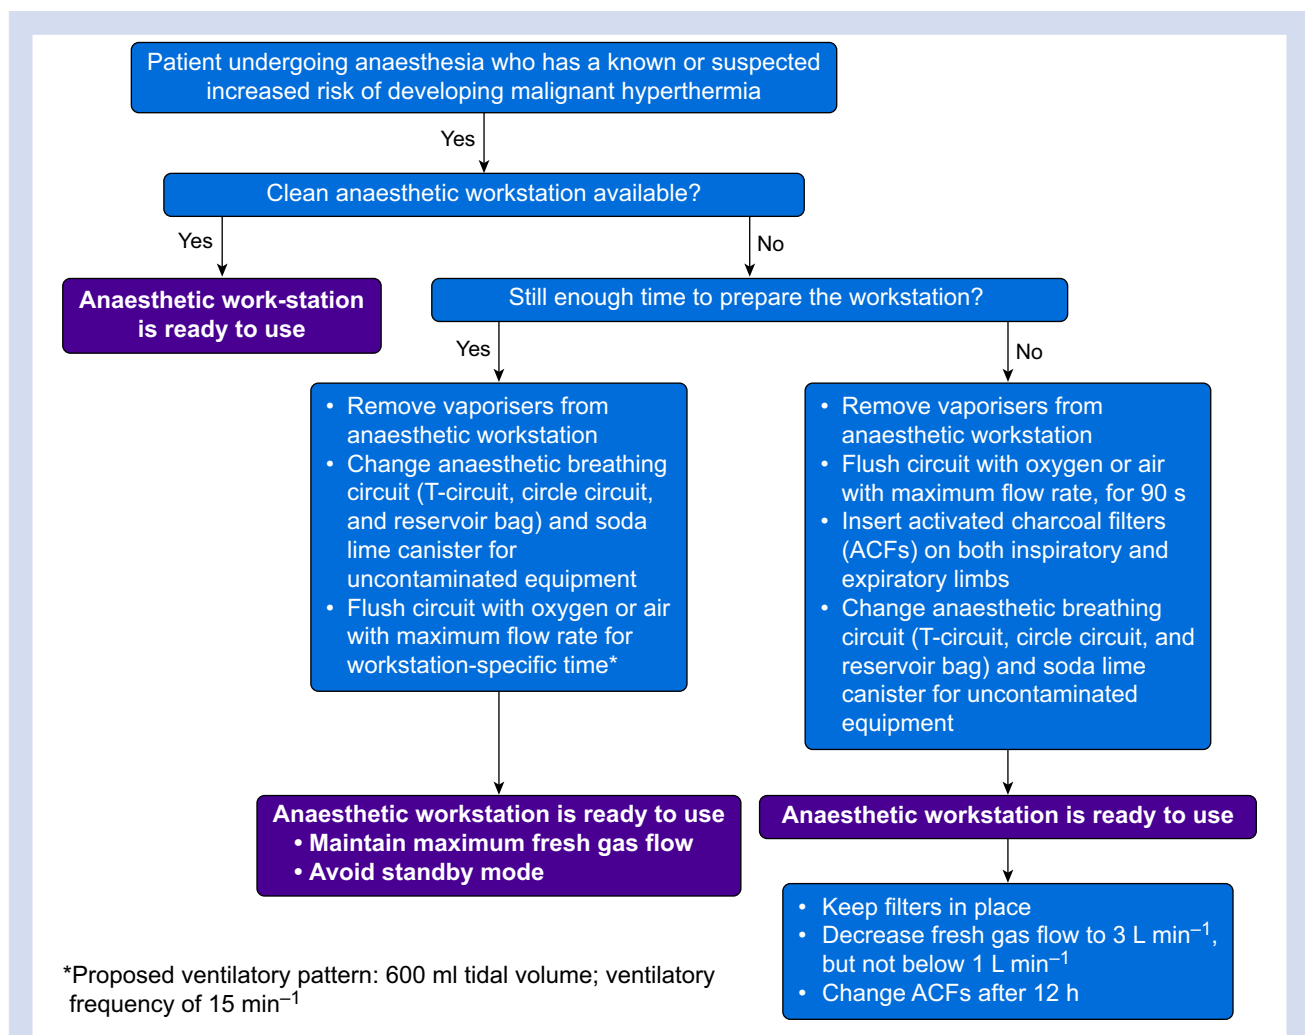 Patient undergoing anaesthesia who has a known or suspected
increased risk of developing malignant hyperthermia
Yes
Clean anaesthetic workstation available?
Yes
No
Anaesthetic work-station
is ready to use
Still enough time to prepare the workstation?
Yes
No
• Remove vaporisers from
anaesthetic workstation
• Change anaesthetic breathing
circuit (T-circuit, circle circuit,
and reservoir bag) and soda
lime canister for
uncontaminated equipment
• Flush circuit with oxygen or air
with maximum flow rate for
workstation-specific time*
• Remove vaporisers from
anaesthetic workstation
• Flush circuit with oxygen or air
with maximum flow rate, for 90 s
• Insert activated charcoal filters
(ACFs) on both inspiratory and
expiratory limbs
• Change anaesthetic breathing
circuit (T-circuit, circle circuit, and
reservoir bag) and soda lime
canister for uncontaminated
equipment
Anaesthetic workstation is ready to use
• Maintain maximum fresh gas flow
• Avoid standby mode
Anaesthetic workstation is ready to use
• Keep filters in place
• Decrease fresh gas flow to 3 L min⁻¹,
but not below 1 L min⁻¹
• Change ACFs after 12 h
*Proposed ventilatory pattern: 600 ml tidal volume; ventilatory
frequency of 15 min⁻¹